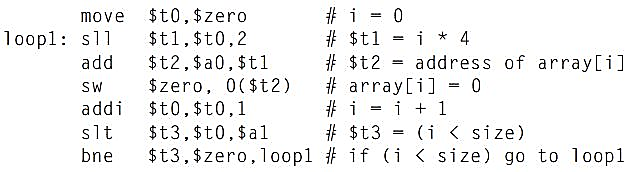 move $t0,$zero # i = 0
loop1: sll $t1,$t0,2 # $t1 = i * 4
add $t2,$a0,$t1 # $t2 = address of array[i]
sw $zero, 0($t2) # array[i] = 0
addi $t0,$t0,1 # i = i + 1
slt $t3,$t0,$a1 # $t3 = (i < size)
bne $t3,$zero,loop1 # if (i < size) go to loop1